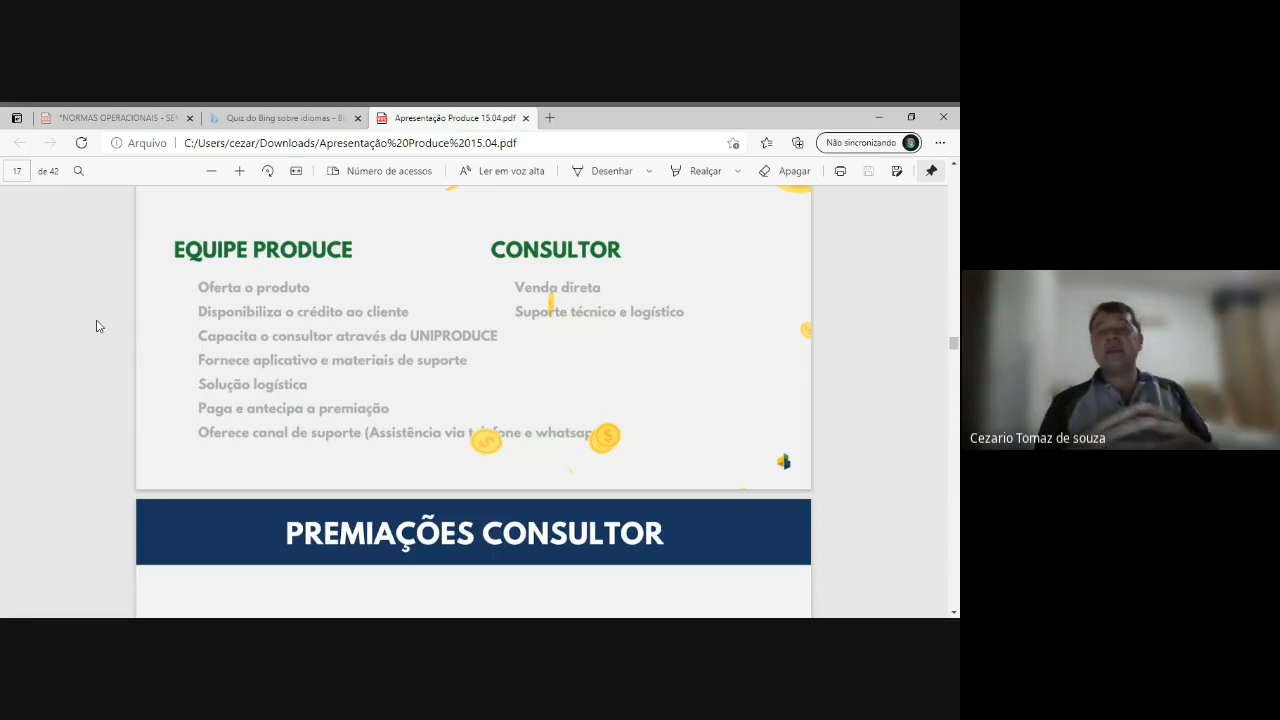 *NORMAS OPERACIONAIS - SEM
Quiz do Bing sobre idiomas - Bi
Apresentação Produce 15.04.pdf
Arquivo
C:/Users/cezar/Downloads/Apresentação%20Produce%2015.04.pdf
Não sincronizando
17 de 42
Número de acessos
Ler em voz alta
Desenhar
Realçar
Apagar
EQUIPE PRODUCE
Oferta o produto
Disponibiliza o crédito ao cliente
Capacita o consultor através da UNIPRODUCE
Fornece aplicativo e materiais de suporte
Solução logística
Paga e antecipa a premiação
Oferece canal de suporte (Assistência via telefone e whatsap
CONSULTOR
Venda direta
Suporte técnico e logístico
PREMIAÇÕES CONSULTOR
Cezario Tomaz de souza